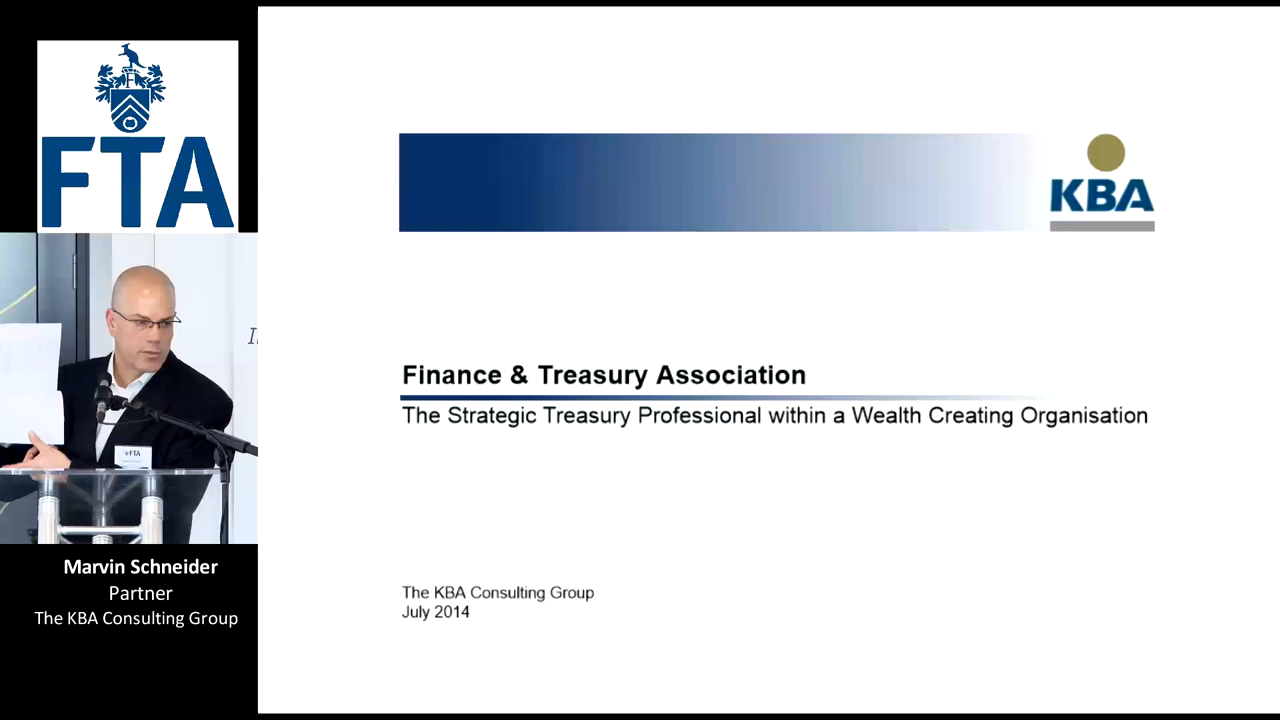 FTA
KBA
Finance & Treasury Association
The Strategic Treasury Professional within a Wealth Creating Organisation
FTA
Marvin Schneider
Partner
The KBA Consulting Group
The KBA Consulting Group
July 2014